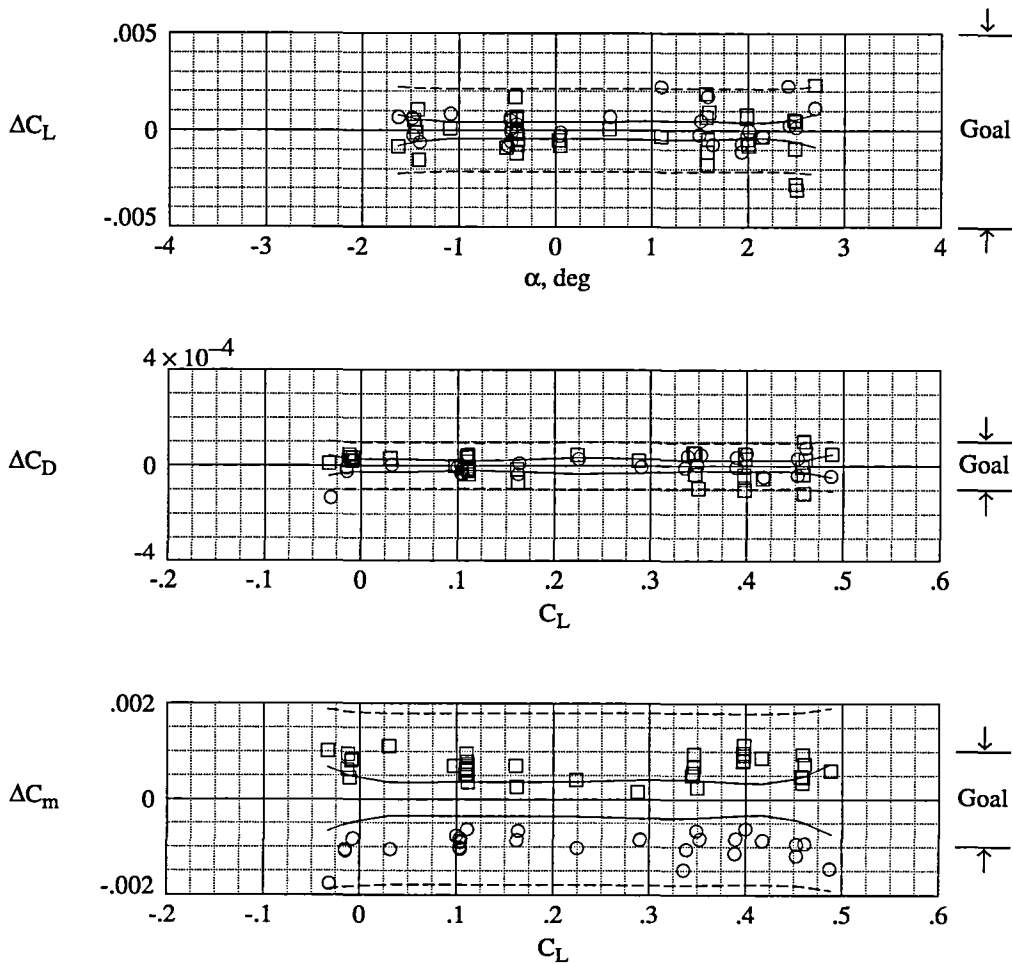 .005
ΔC_L
0
Goal
-.005
-4 -3 -2 -1 0 1 2 3 4
α, deg
4 × 10⁻⁴
ΔC_D
0
Goal
-4
-.2 -.1 0 .1 .2 .3 .4 .5 .6
C_L
.002
ΔC_m
0
Goal
-.002
-.2 -.1 0 .1 .2 .3 .4 .5 .6
C_L